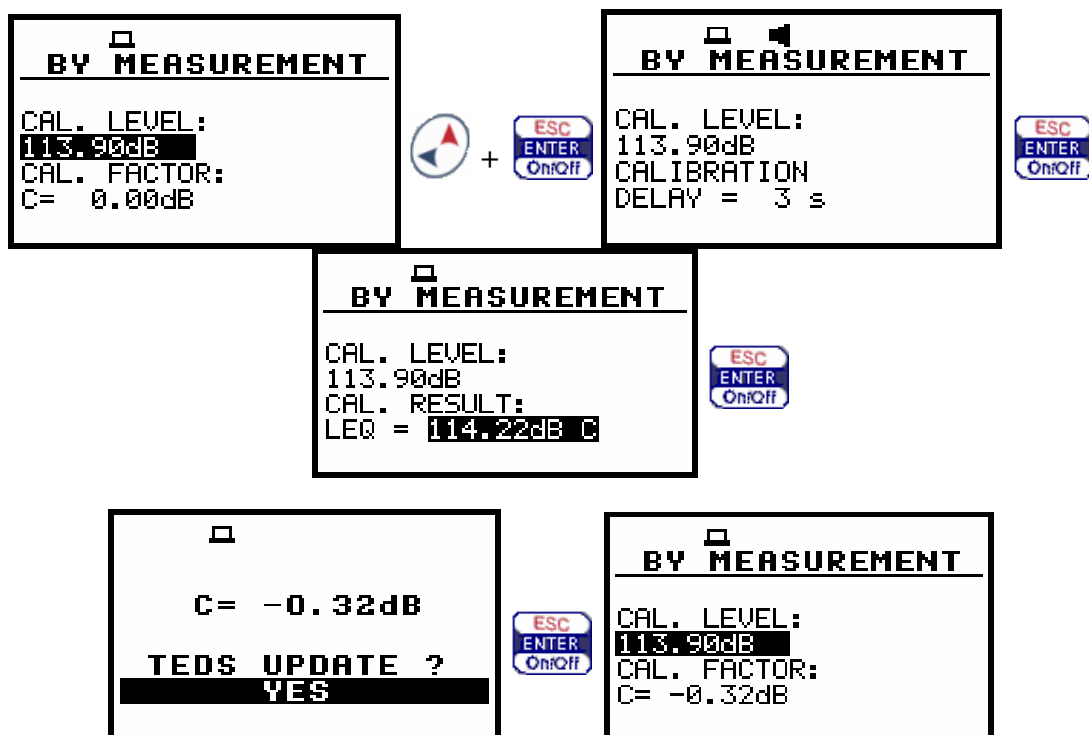 BY MEASUREMENT
CAL. LEVEL:
113.90dB
CAL. FACTOR:
C= 0.00dB
+
ESC
ENTER
On/Off
BY MEASUREMENT
CAL. LEVEL:
113.90dB
CALIBRATION
DELAY = 3 s
ESC
ENTER
On/Off
BY MEASUREMENT
CAL. LEVEL:
113.90dB
CAL. RESULT:
LEQ = 114.22dB C
ESC
ENTER
On/Off
C= -0.32dB
TEDS UPDATE ?
YES
ESC
ENTER
On/Off
BY MEASUREMENT
CAL. LEVEL:
113.90dB
CAL. FACTOR:
C= -0.32dB